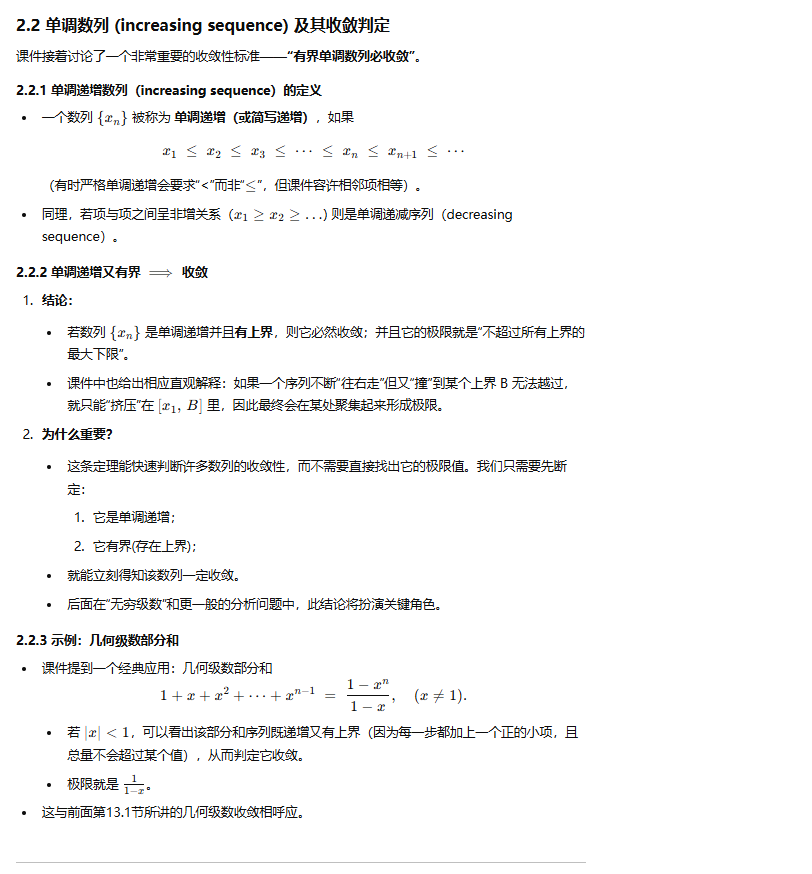 2.2 单调数列 (increasing sequence) 及其收敛判定
课件接着讨论了一个非常重要的收敛性标准——“有界单调数列必收敛”。
2.2.1 单调递增数列（increasing sequence）的定义
• 一个数列 {xₙ} 被称为 单调递增（或简写递增），如果
x₁ ≤ x₂ ≤ x₃ ≤ ⋯ ≤ xₙ ≤ xₙ₊₁ ≤ ⋯
（有时严格单调递增会要求“<”而非“≤”，但课件容许相邻项相等）。
• 同理，若项与项之间呈非增关系（x₁ ≥ x₂ ≥ …) 则是单调递减序列（decreasing
sequence）。
2.2.2 单调递增又有界 ⟹ 收敛
1. 结论：
• 若数列 {xₙ} 是单调递增并且有上界，则它必然收敛；并且它的极限就是“不超过所有上界的
最大下限”。
• 课件中也给出相应直观解释：如果一个序列不断“往右走”但又“撞”到某个上界 B 无法越过，
就只能“挤压”在 [x₁, B] 里，因此最终会在某处聚集起来形成极限。
2. 为什么重要？
• 这条定理能快速判断许多数列的收敛性，而不需要直接找出它的极限值。我们只需要先断
定：
1. 它是单调递增；
2. 它有界(存在上界)；
• 就能立刻得知该数列一定收敛。
• 后面在“无穷级数”和更一般的分析问题中，此结论将扮演关键角色。
2.2.3 示例：几何级数部分和
• 课件提到一个经典应用：几何级数部分和
1 + x + x² + ⋯ + xⁿ⁻¹ = \frac{1 − xⁿ}{1 − x}, (x ≠ 1).
• 若 |x| < 1，可以看出该部分和序列既递增又有上界（因为每一步都加上一个正的小项，且
总量不会超过某个值），从而判定它收敛。
• 极限就是 \frac{1}{1−x}。
• 这与前面第13.1节所讲的几何级数收敛相呼应。